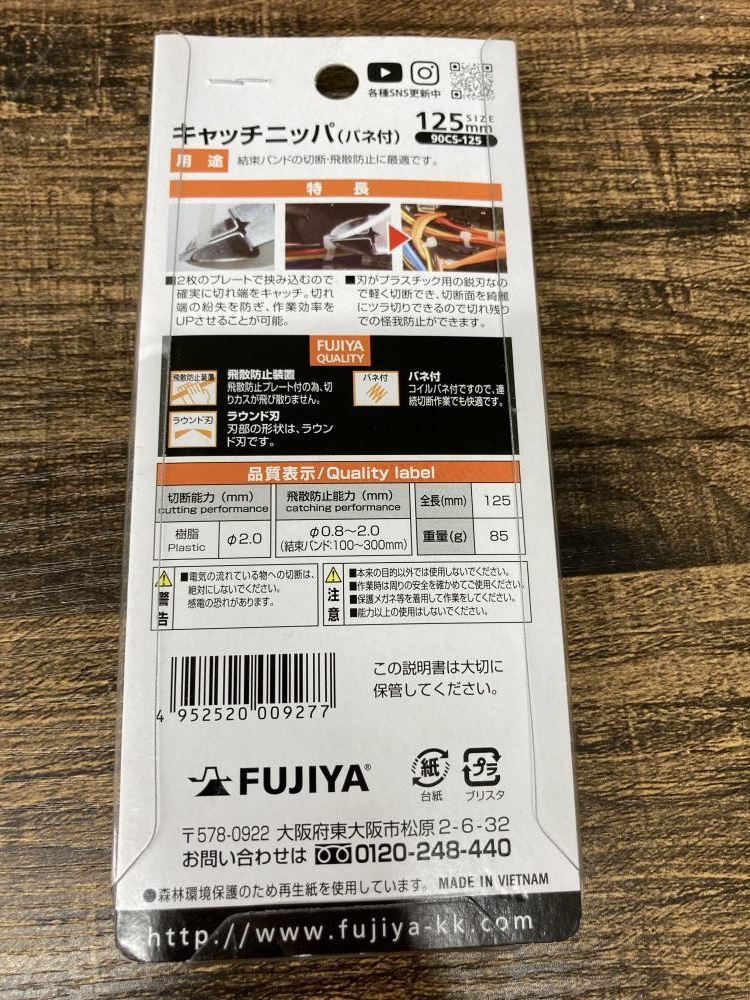 各種SNS更新中
キャッチニッパ(バネ付)
125mm SIZE
90CS-125
用途 結束バンドの切断・飛散防止に最適です。
特長
■2枚のプレートで挟み込むので
確実に切れ端をキャッチ。切れ
端の紛失を防ぎ、作業効率を
UPさせることが可能。
■刃がプラスチック用の鋭刃なの
で軽く切断でき、切断面を綺麗
にツラ切りできるので切れ残り
での怪我防止ができます。
FUJIYA
QUALITY
飛散防止装置
飛散防止装置
飛散防止プレート付の為、切
りカスが飛び散りません。
バネ付
バネ付
コイルバネ付ですので、連
続切断作業でも快適です。
ラウンド刃
ラウンド刃
刃部の形状は、ラウン
ド刃です。
品質表示/Quality label
切断能力(mm)
cutting performance
飛散防止能力(mm)
catching performance
全長(mm) 125
樹脂
Plastic
φ2.0
φ0.8〜2.0
(結束バンド:100〜300mm)
重量(g) 85
警告
■電気の流れている物への切断は、
絶対にしないでください。
感電の恐れがあります。
注意
■本来の目的以外では使用しないでください。
■作業時は周りの安全を確かめてご使用ください。
■保護メガネ等を着用して作業をしてください。
■能力以上の使用はしないでください。
4 952520 009277
この説明書は大切に
保管してください。
FUJIYA®
紙
台紙
プラ
ブリスタ
〒578-0922 大阪府東大阪市松原2-6-32
お問い合わせは 0120-248-440
●森林環境保護のため再生紙を使用しています。 MADE IN VIETNAM
http://www.fujiya-kk.com